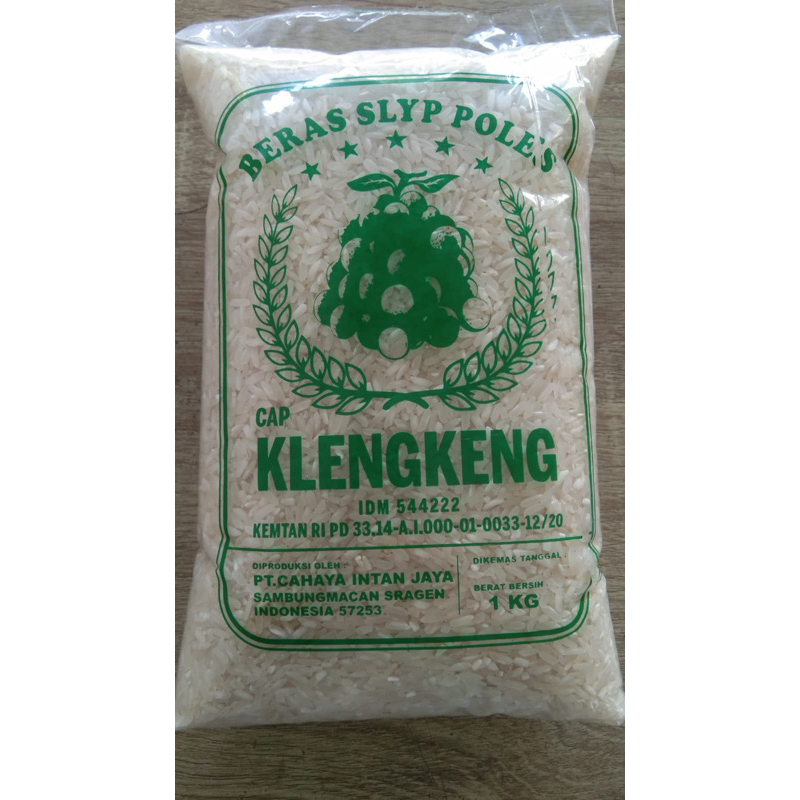 BERAS SLYP POLES
CAP
KLENGKENG
IDM 544222
KEMTAN RI PD 33.14-A.I.000-01-0033-12/20
DIPRODUKSI OLEH :
PT.CAHAYA INTAN JAYA
SAMBUNGMACAN SRAGEN
INDONESIA 57253
DIKEMAS TANGGAL :
BERAT BERSIH
1 KG